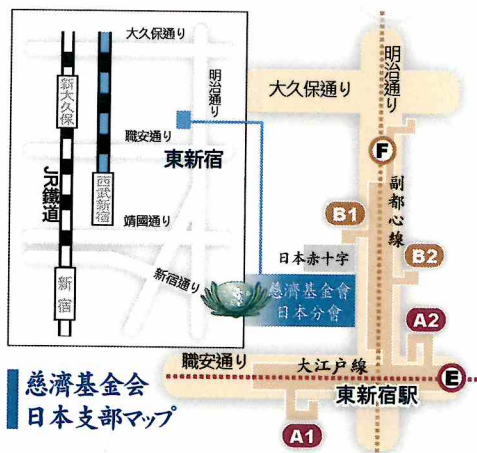 大久保通り
明治通り
新大久保
職安通り
東新宿
JR鐵道
西武新宿
靖國通り
新宿通り
新宿
明治通り
大久保通り
F
副都心線
B1
B2
日本赤十字
慈濟基金會
日本分會
A2
職安通り
大江戸線
E
東新宿駅
A1
慈濟基金会
日本支部マップ